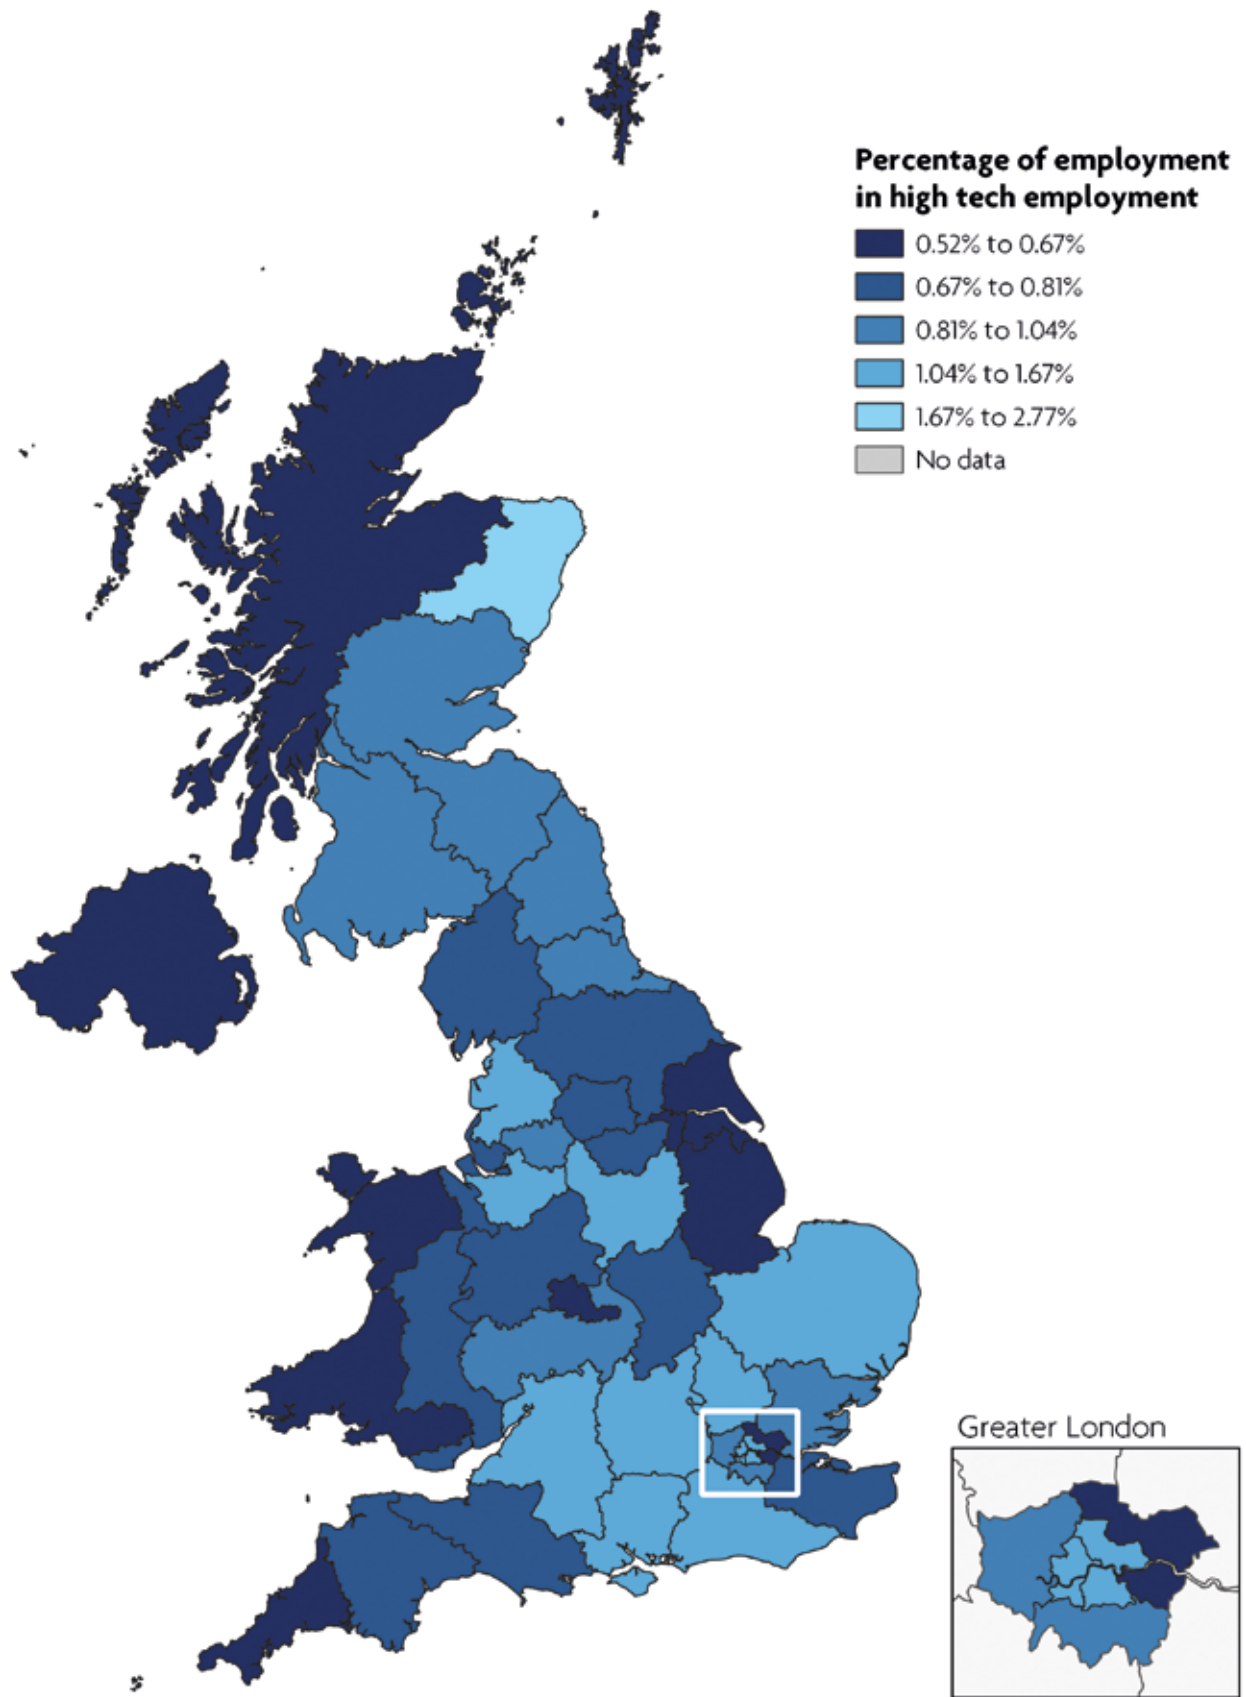 Percentage of employment
in high tech employment
0.52% to 0.67%
0.67% to 0.81%
0.81% to 1.04%
1.04% to 1.67%
1.67% to 2.77%
No data
Greater London